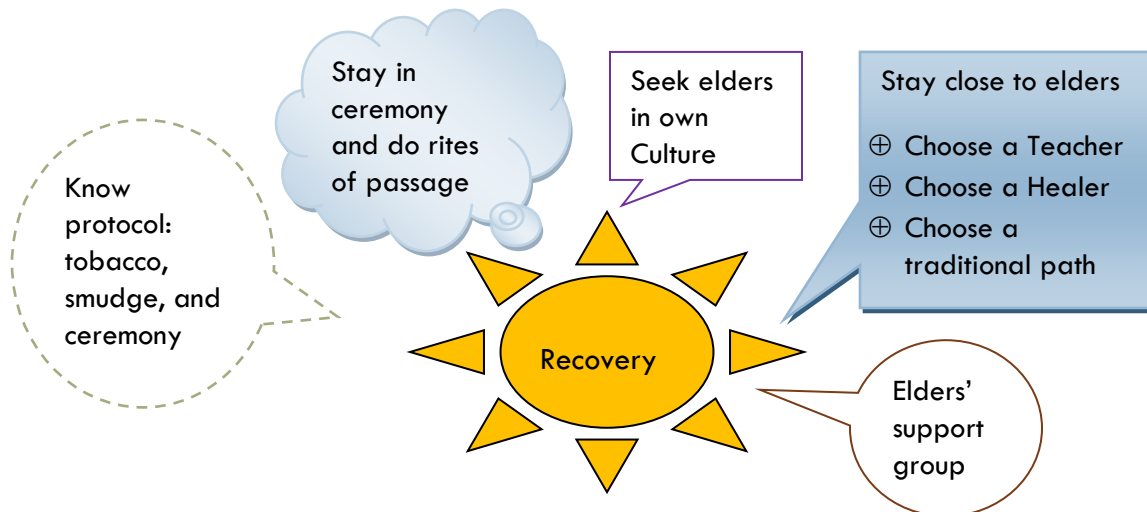 Stay in
ceremony
and do rites
of passage
Seek elders
in own
Culture
Stay close to elders
⊕ Choose a Teacher
⊕ Choose a Healer
⊕ Choose a
traditional path
Know
protocol:
tobacco,
smudge, and
ceremony
Recovery
Elders’
support
group